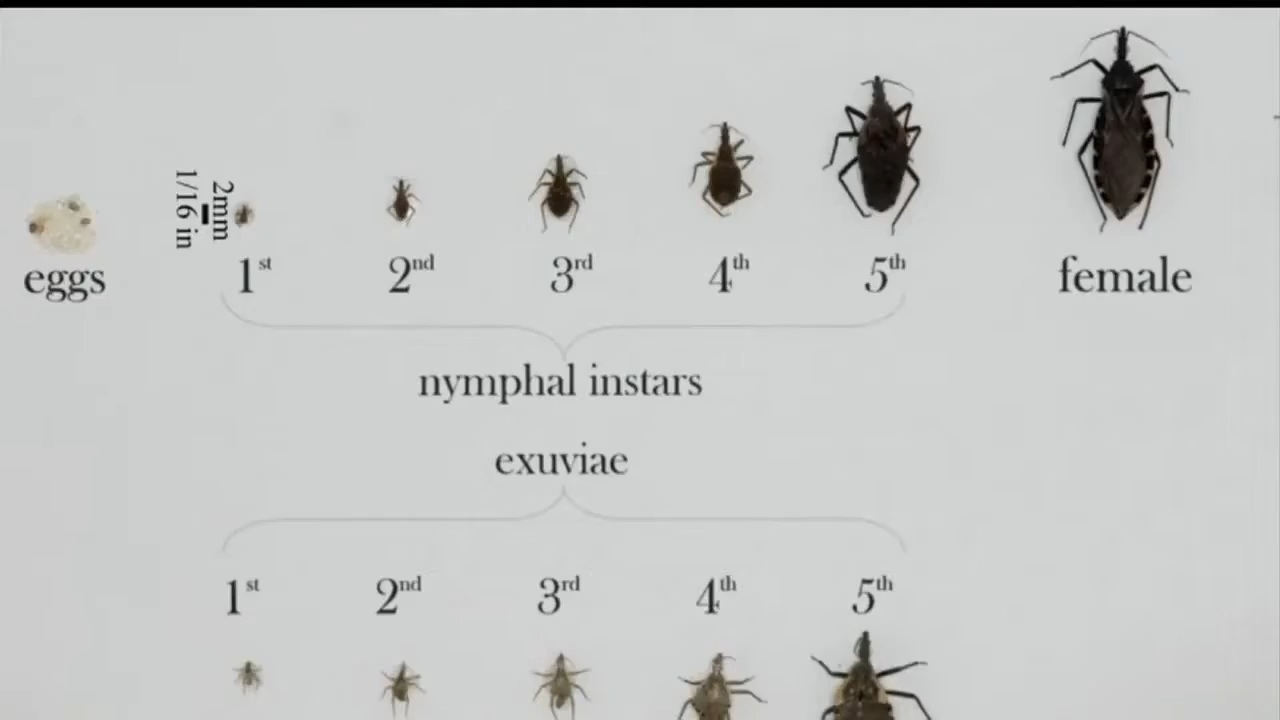 2mm
1/16 in
eggs
1st
2nd
3rd
4th
5th
female
nymphal instars
exuviae
1st
2nd
3rd
4th
5th